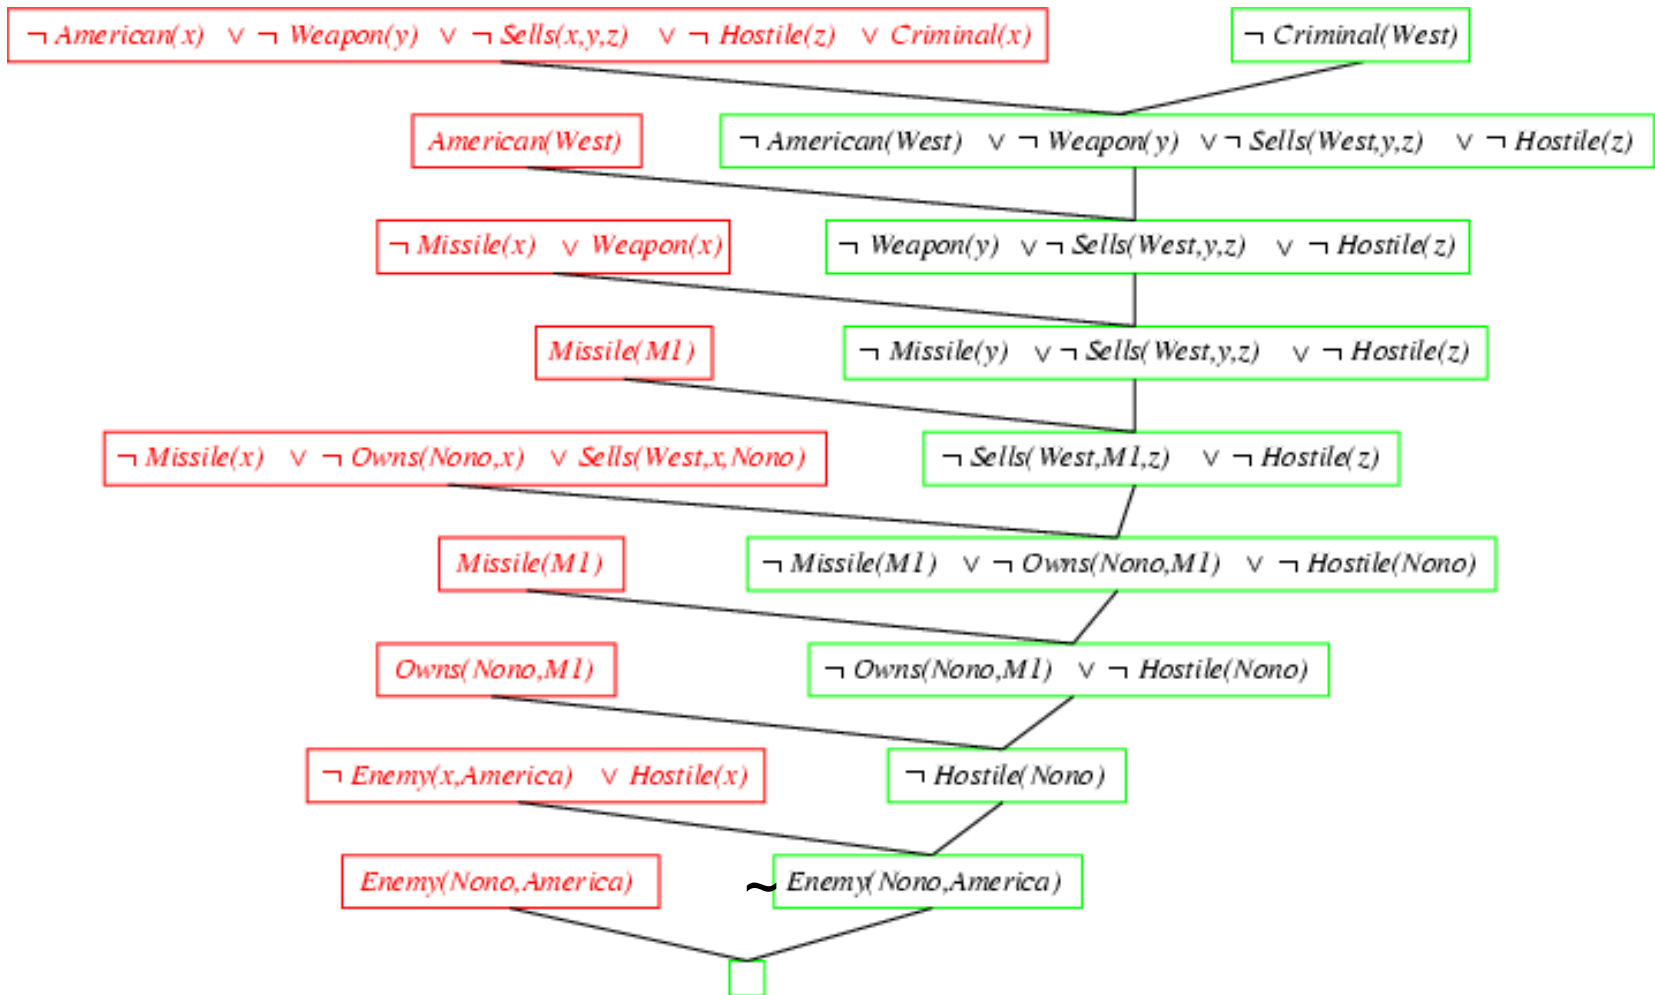 ¬ American(x) ∨ ¬ Weapon(y) ∨ ¬ Sells(x,y,z) ∨ ¬ Hostile(z) ∨ Criminal(x) ¬ Criminal(West)
American(West) ¬ American(West) ∨ ¬ Weapon(y) ∨ ¬ Sells(West,y,z) ∨ ¬ Hostile(z)
¬ Missile(x) ∨ Weapon(x) ¬ Weapon(y) ∨ ¬ Sells(West,y,z) ∨ ¬ Hostile(z)
Missile(M1) ¬ Missile(y) ∨ ¬ Sells(West,y,z) ∨ ¬ Hostile(z)
¬ Missile(x) ∨ ¬ Owns(Nono,x) ∨ Sells(West,x,Nono) ¬ Sells(West,M1,z) ∨ ¬ Hostile(z)
Missile(M1) ¬ Missile(M1) ∨ ¬ Owns(Nono,M1) ∨ ¬ Hostile(Nono)
Owns(Nono,M1) ¬ Owns(Nono,M1) ∨ ¬ Hostile(Nono)
¬ Enemy(x,America) ∨ Hostile(x) ¬ Hostile(Nono)
Enemy(Nono,America) ~ Enemy(Nono,America)